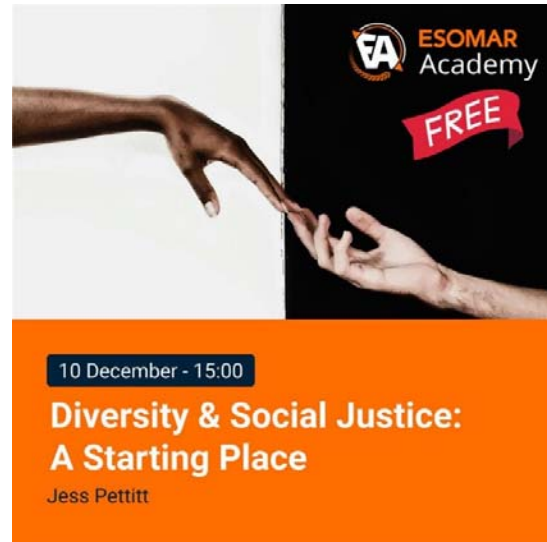 ESOMAR
Academy
FREE
10 December - 15:00
Diversity & Social Justice:
A Starting Place
Jess Pettitt